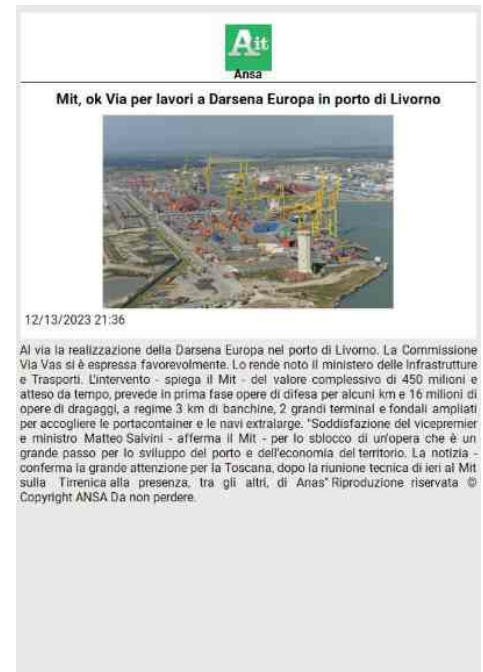 Ait
Ansa
Mit, ok Via per lavori a Darsena Europa in porto di Livorno
12/13/2023 21:36
Al via la realizzazione della Darsena Europa nel porto di Livorno. La Commissione
Via Vas si è espressa favorevolmente. Lo rende noto il ministero delle Infrastrutture
e Trasporti. L'intervento - spiega il Mit - del valore complessivo di 450 milioni e
atteso da tempo, prevede in prima fase opere di difesa per alcuni km e 16 milioni di
opere di dragaggi, a regime 3 km di banchine, 2 grandi terminal e fondali ampliati
per accogliere le portacontainer e le navi extralarge. "Soddisfazione del vicepremier
e ministro Matteo Salvini - afferma il Mit - per lo sblocco di un'opera che è un
grande passo per lo sviluppo del porto e dell'economia del territorio. La notizia -
conferma la grande attenzione per la Toscana, dopo la riunione tecnica di ieri al Mit
sulla Tirrenica alla presenza, tra gli altri, di Anas" Riproduzione riservata ©
Copyright ANSA Da non perdere.